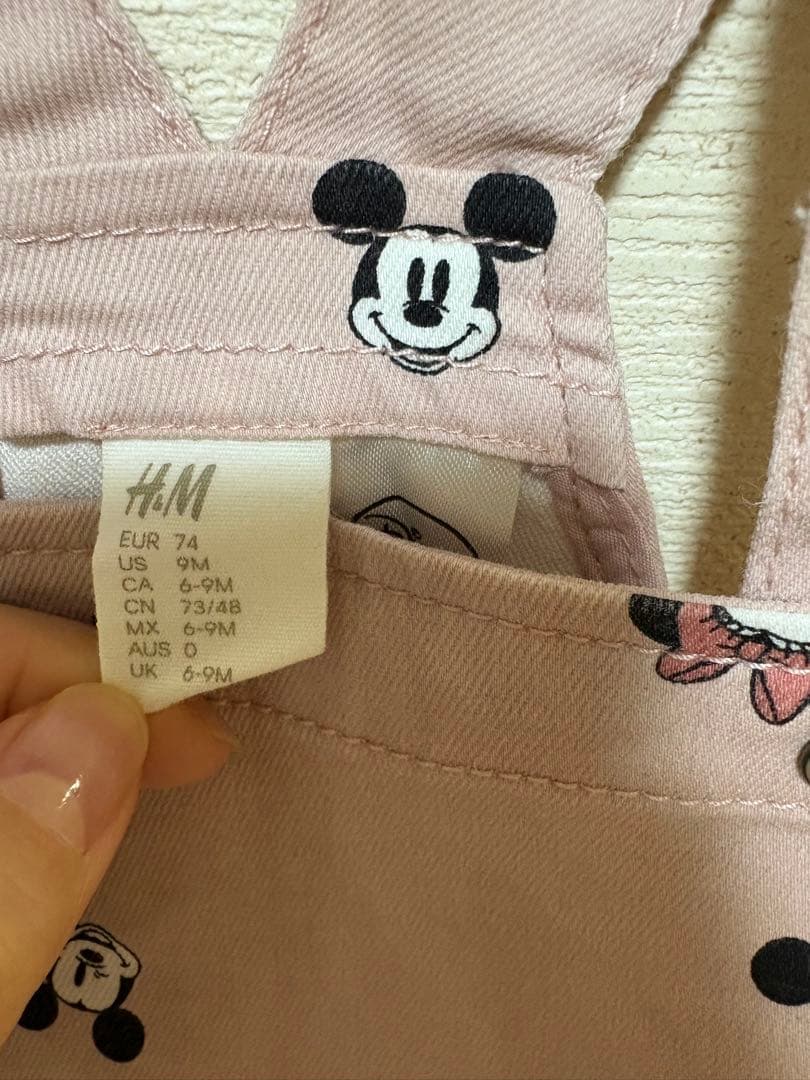 H&M
EUR 74
US 9M
CA 6-9M
CN 73/48
MX 6-9M
AUS 0
UK 6-9M